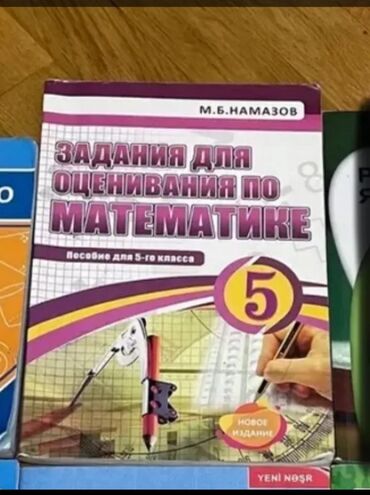 М.Б.НАМАЗОВ
ЗАДАНИЯ ДЛЯ
ОЦЕНИВАНИЯ ПО
МАТЕМАТИКЕ
Пособие для 5-го класса
5
НОВОЕ
ИЗДАНИЕ
YENİ NƏŞR